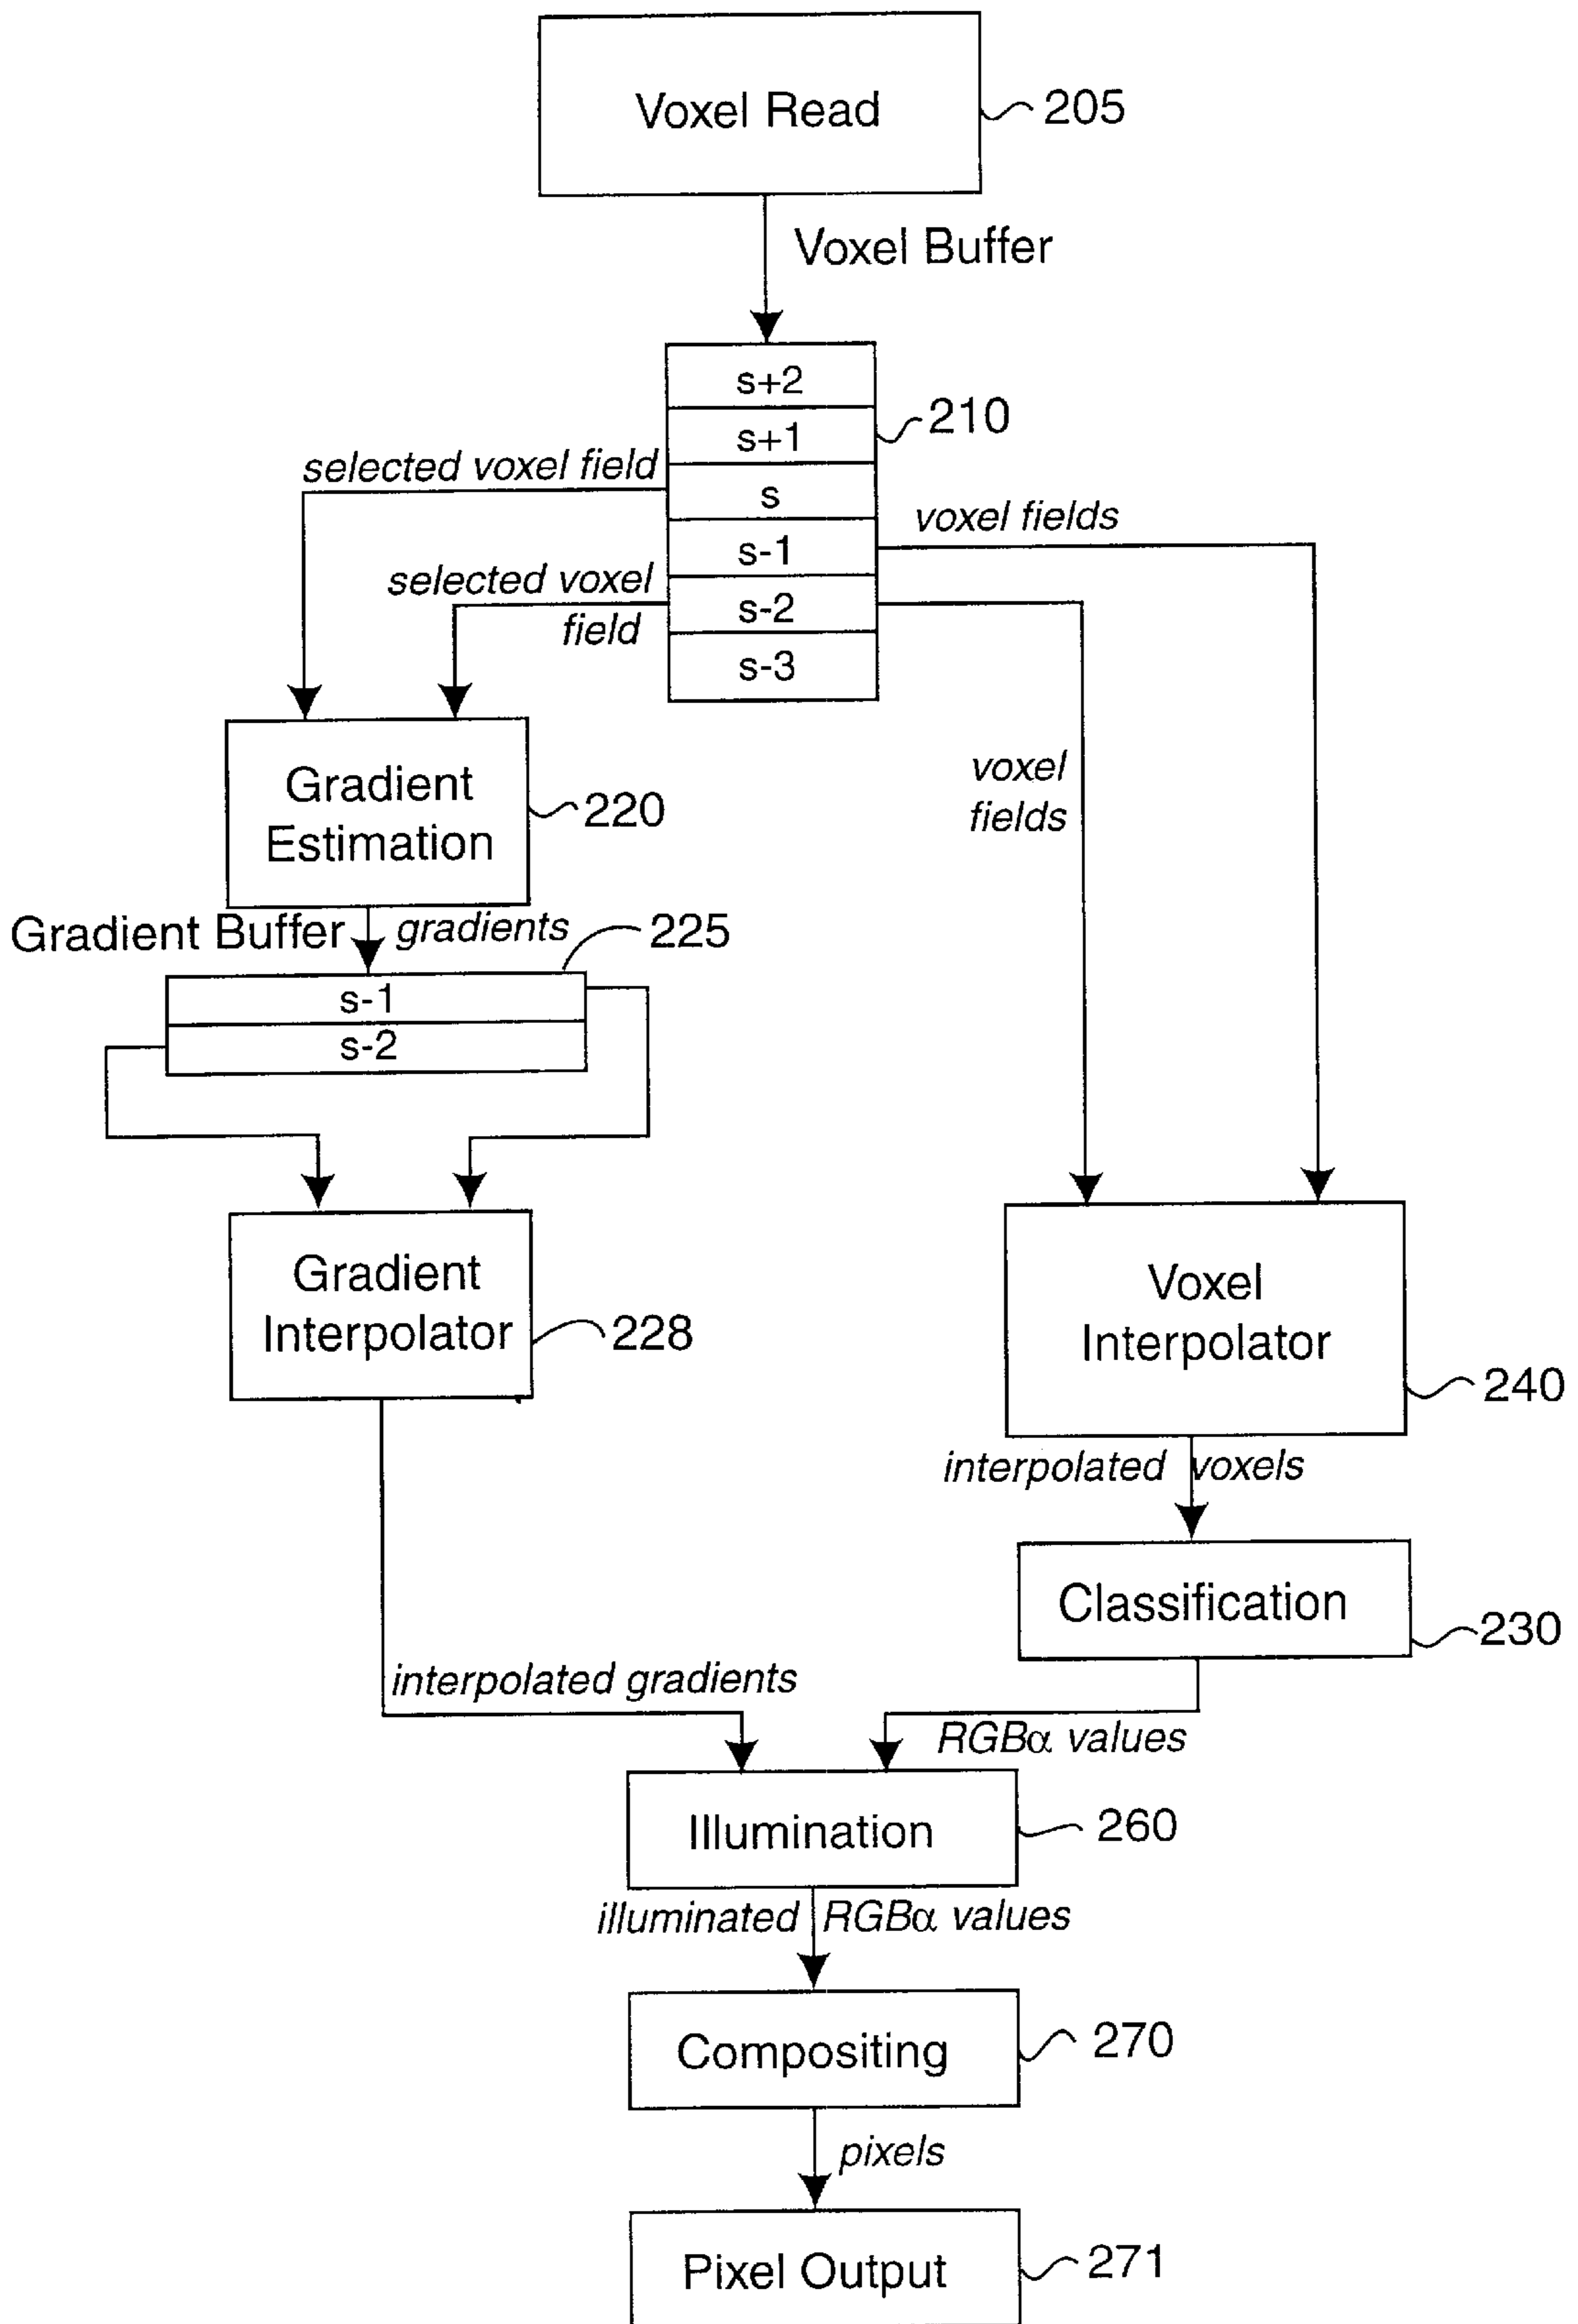 Voxel Read
205
Voxel Buffer
s+2
s+1
210
selected voxel field
s
voxel fields
s-1
selected voxel
field
s-2
s-3
voxel
fields
Gradient
Estimation
220
Gradient Buffer
gradients
225
s-1
s-2
Gradient
Interpolator
228
Voxel
Interpolator
240
interpolated voxels
Classification
230
interpolated gradients
RGBα values
Illumination
260
illuminated RGBα values
Compositing
270
pixels
Pixel Output
271